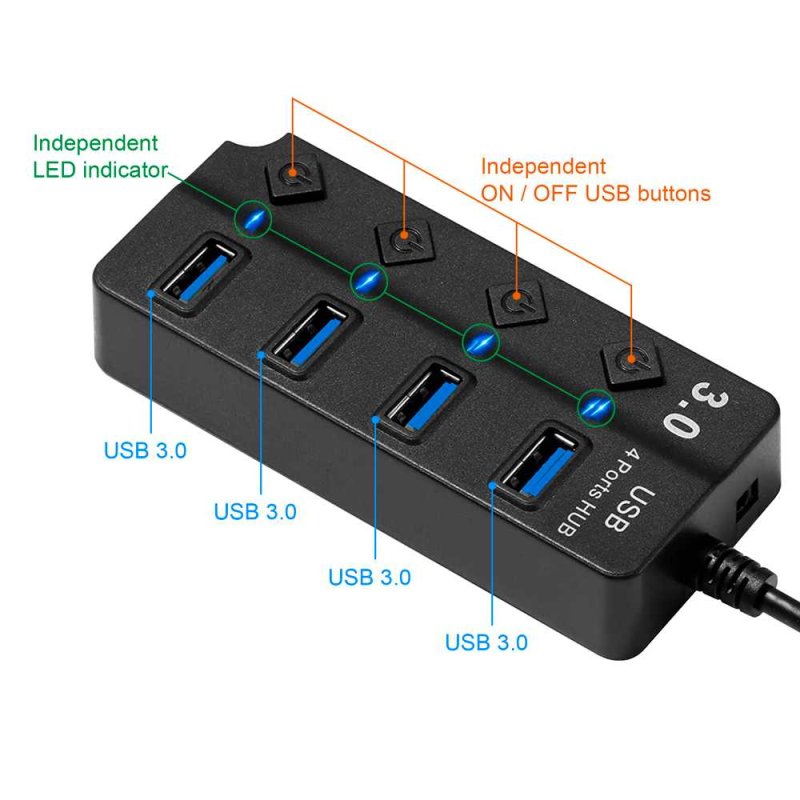 Independent
LED indicator
Independent
ON / OFF USB buttons
USB 3.0
USB 3.0
USB 3.0
USB 3.0
3.0
USB
4 Ports HUB